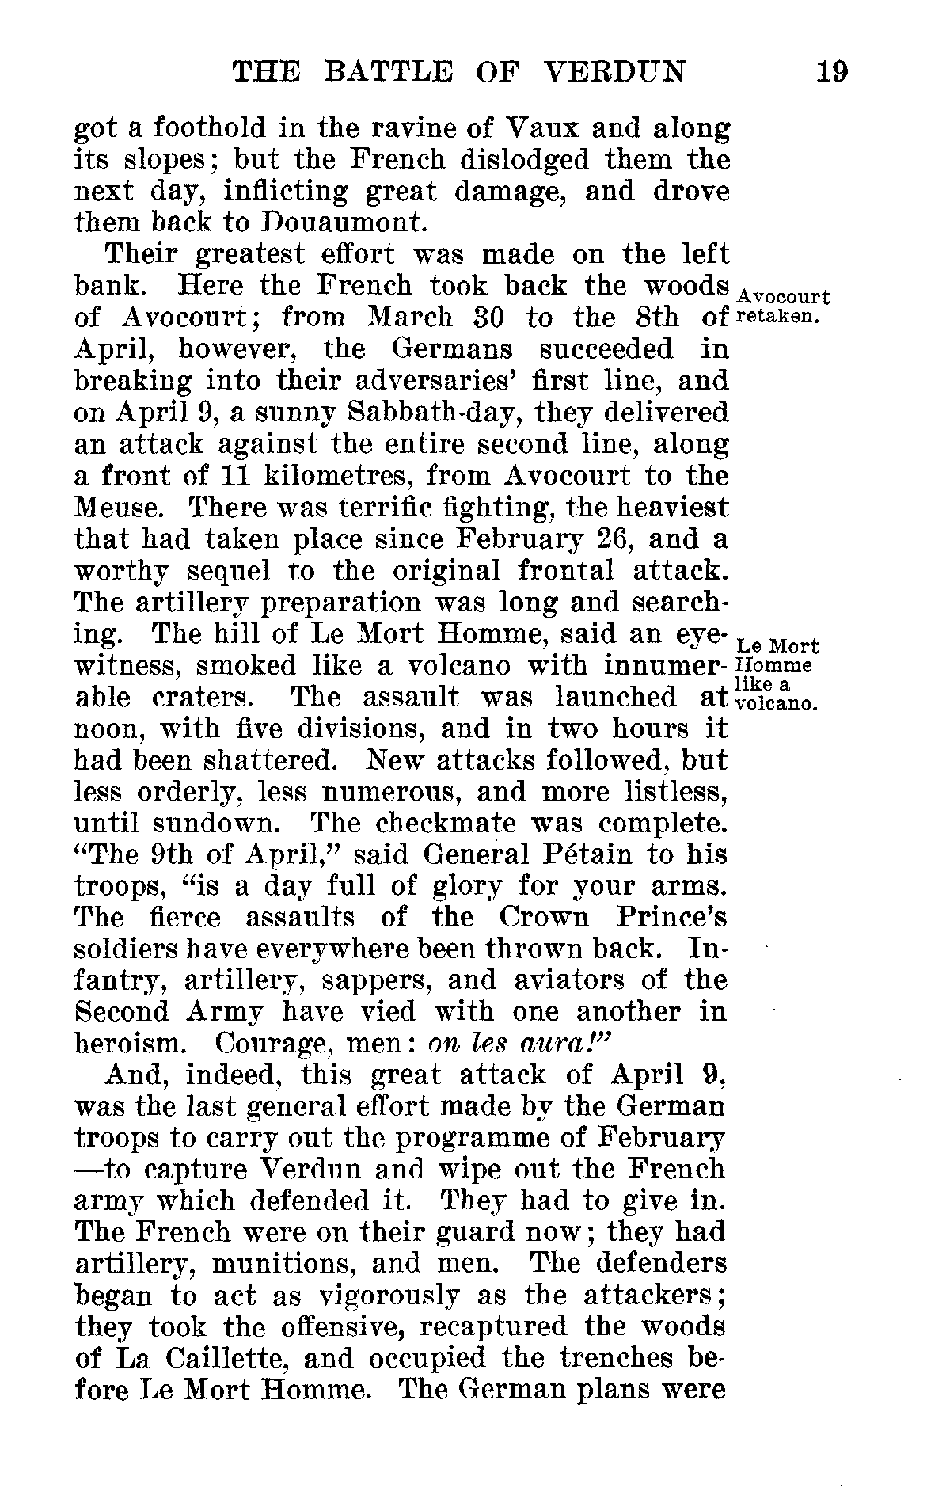 THE BATTLE OF VERDUN 19
got a foothold in the ravine of Vaux and along
its slopes; but the French dislodged them the
next day, inflicting great damage, and drove
them back to Douaumont.
Their greatest effort was made on the left
bank. Here the French took back the woods
of Avocourt; from March 30 to the 8th of
Avocourt
retaken.
April, however, the Germans succeeded in
breaking into their adversaries' first line, and
on April 9, a sunny Sabbath-day, they delivered
an attack against the entire second line, along
a front of 11 kilometres, from Avocourt to the
Meuse. There was terrific fighting, the heaviest
that had taken place since February 26, and a
worthy sequel to the original frontal attack.
The artillery preparation was long and search-
ing. The hill of Le Mort Homme, said an eye-
witness, smoked like a volcano with innumer-
able craters. The assault was launched at
Le Mort
Homme
like a
volcano.
noon, with five divisions, and in two hours it
had been shattered. New attacks followed, but
less orderly, less numerous, and more listless,
until sundown. The checkmate was complete.
“The 9th of April,” said General Pétain to his
troops, “is a day full of glory for your arms.
The fierce assaults of the Crown Prince's
soldiers have everywhere been thrown back. In-
fantry, artillery, sappers, and aviators of the
Second Army have vied with one another in
heroism. Courage, men: on les aura!”
And, indeed, this great attack of April 9,
was the last general effort made by the German
troops to carry out the programme of February
—to capture Verdun and wipe out the French
army which defended it. They had to give in.
The French were on their guard now; they had
artillery, munitions, and men. The defenders
began to act as vigorously as the attackers;
they took the offensive, recaptured the woods
of La Caillette, and occupied the trenches be-
fore Le Mort Homme. The German plans were